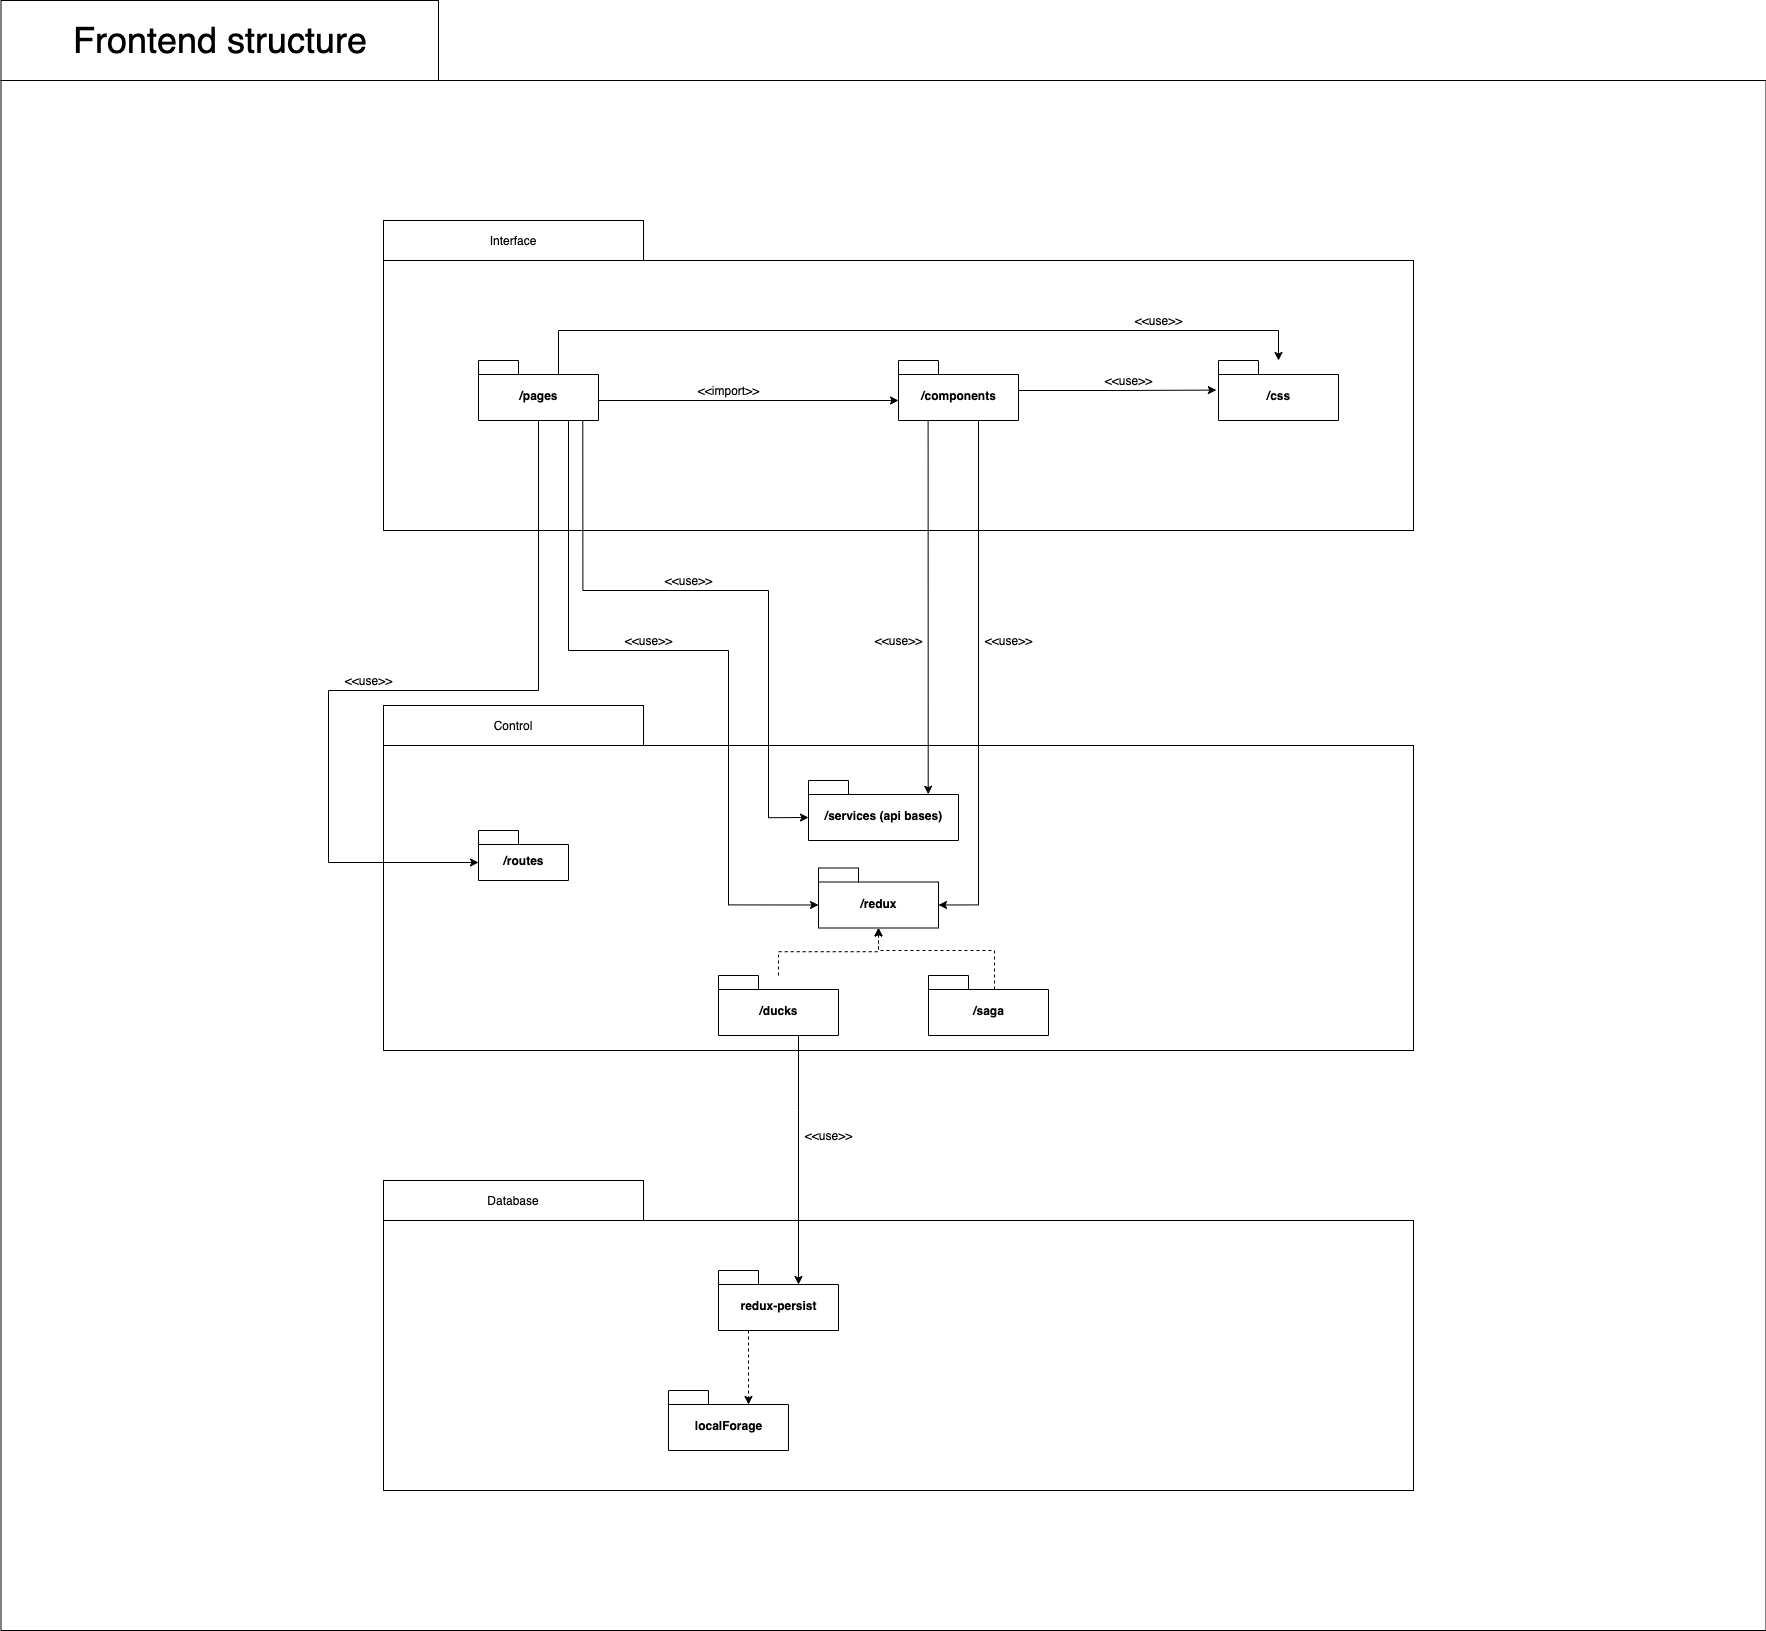 Frontend structure
Interface
<<use>>
/pages
<<import>>
/components
<<use>>
/css
<<use>>
<<use>>
<<use>>
<<use>>
<<use>>
Control
/services (api bases)
/routes
/redux
/ducks
/saga
<<use>>
Database
redux-persist
localForage